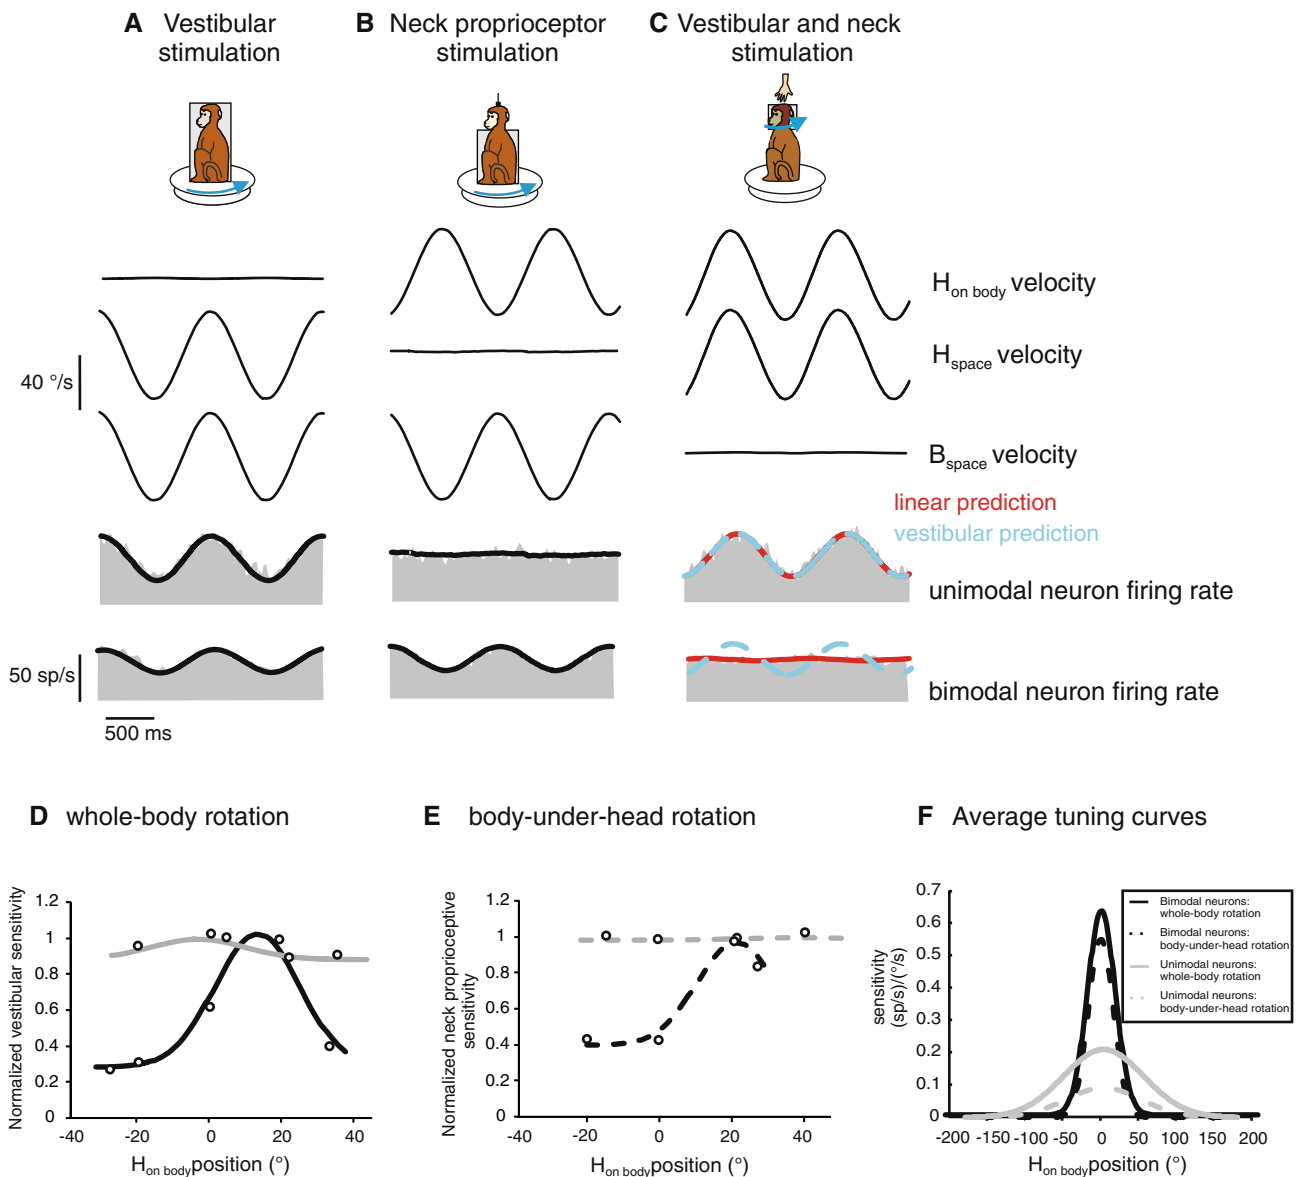 A Vestibular stimulation
B Neck proprioceptor stimulation
C Vestibular and neck stimulation
H on body velocity
H space velocity
40 °/s
B space velocity
linear prediction
vestibular prediction
unimodal neuron firing rate
50 sp/s
bimodal neuron firing rate
500 ms
D whole-body rotation
Normalized vestibular sensitivity
1.2
1
0.8
0.6
0.4
0.2
0
-40 -20 0 20 40
H on body position (°)
E body-under-head rotation
Normalized neck proprioceptive
sensitivity
1.2
1
0.8
0.6
0.4
0.2
0
-40 -20 0 20 40
H on body position (°)
F Average tuning curves
sensitivity
(sp/s)/(°/s)
0.7
0.6
0.5
0.4
0.3
0.2
0.1
0
-200 -150 -100 -50 0 50 100 150 200
H on body position (°)
Bimodal neurons:
whole-body rotation
Bimodal neurons:
body-under-head rotation
Unimodal neurons:
whole-body rotation
Unimodal neurons:
body-under-head rotation